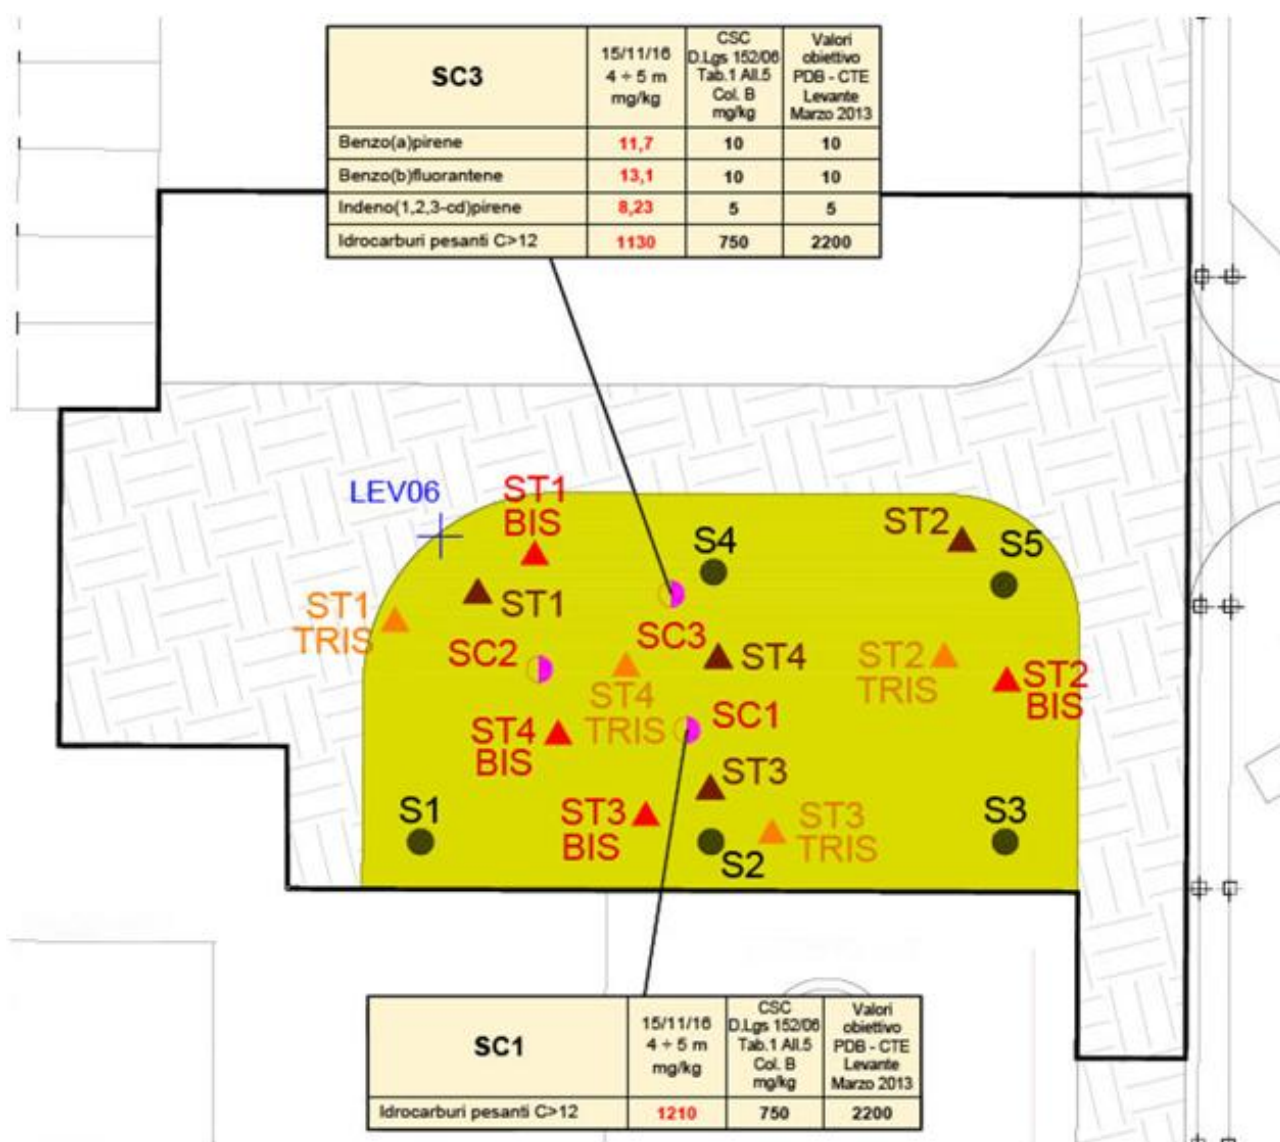 SC3
15/11/16
4 ÷ 5 m
mg/kg
CSC
D.Lgs 152/06
Tab.1 All.5
Col. B
mg/kg
Valori
obiettivo
PDB - CTE
Levante
Marzo 2013
Benzo(a)pirene 11,7 10 10
Benzo(b)fluorantene 13,1 10 10
Indeno(1,2,3-cd)pirene 8,23 5 5
Idrocarburi pesanti C>12 1130 750 2200
LEV06
ST1
BIS
ST2
S4
S5
ST1
ST1
TRIS
SC3
SC2
ST4
ST2
TRIS
ST2
BIS
ST4
TRIS
SC1
ST4
BIS
ST3
S1
ST3
BIS
ST3
TRIS
S3
S2
SC1
15/11/16
4 ÷ 5 m
mg/kg
CSC
D.Lgs 152/06
Tab.1 All.5
Col. B
mg/kg
Valori
obiettivo
PDB - CTE
Levante
Marzo 2013
Idrocarburi pesanti C>12 1210 750 2200